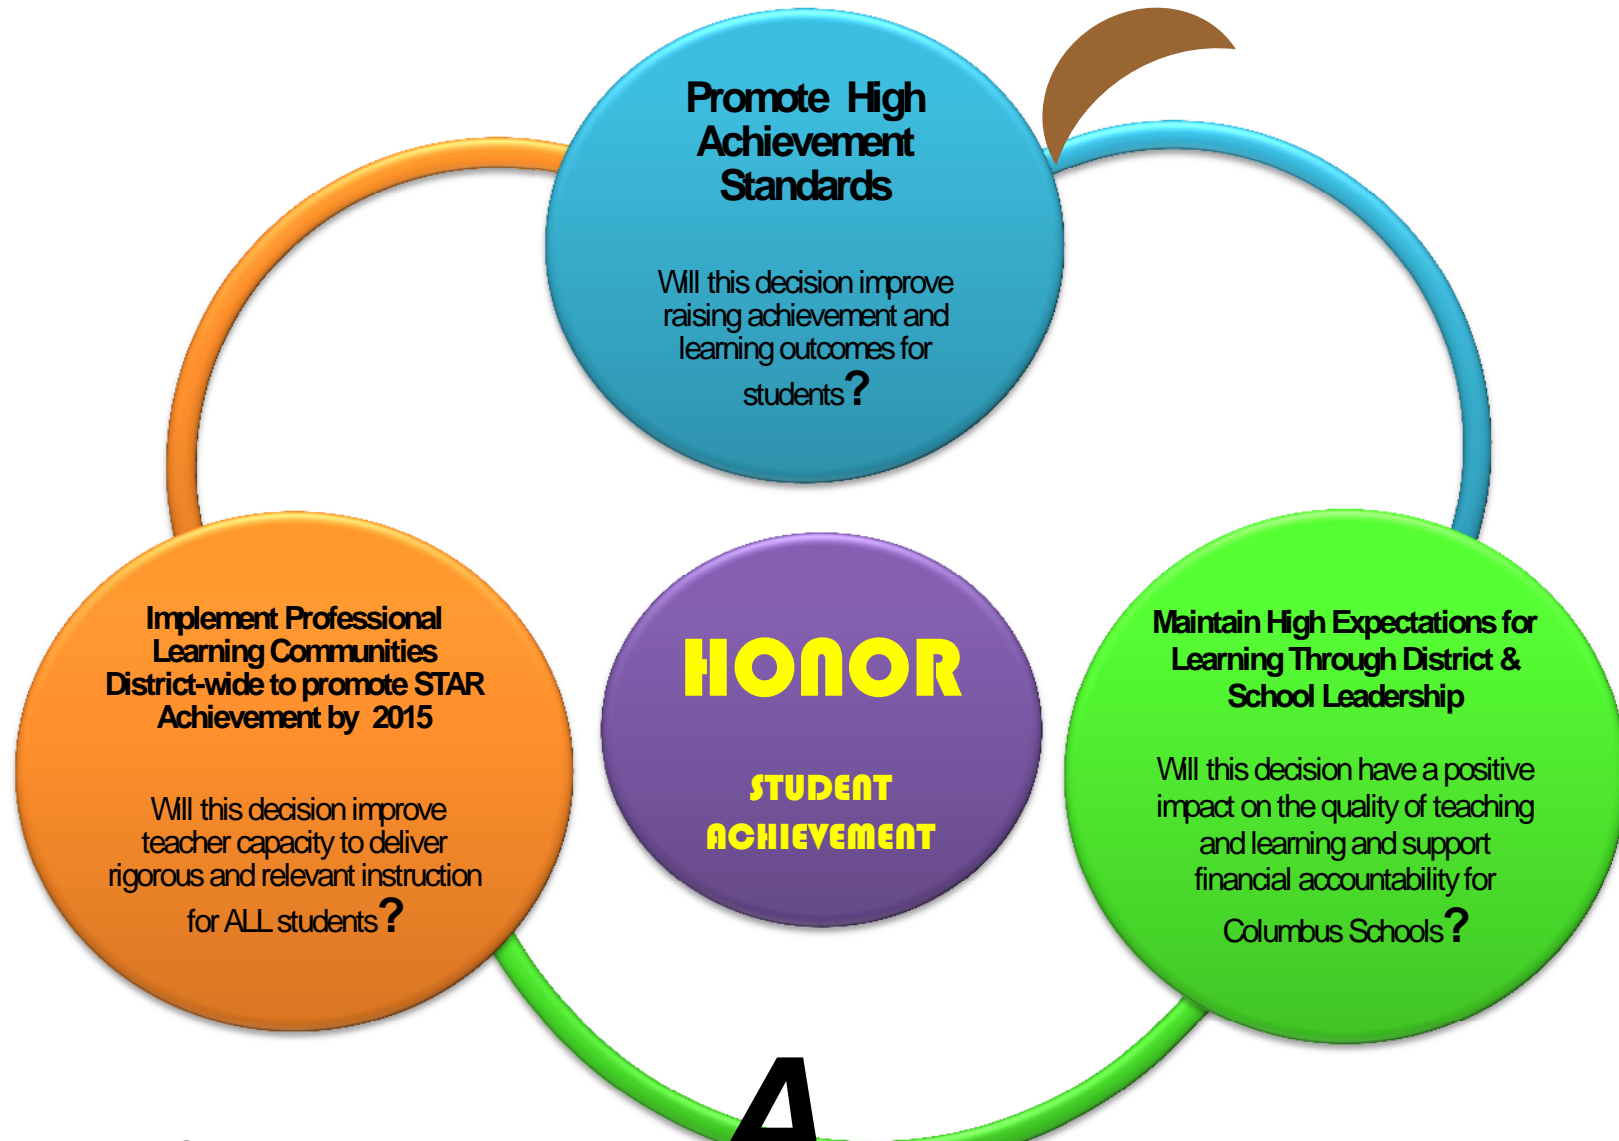 Promote High
Achievement
Standards
Will this decision improve
raising achievement and
learning outcomes for
students?
Implement Professional
Learning Communities
District-wide to promote STAR
Achievement by 2015
Will this decision improve
teacher capacity to deliver
rigorous and relevant instruction
for ALL students?
HONOR
STUDENT
ACHIEVEMENT
Maintain High Expectations for
Learning Through District &
School Leadership
Will this decision have a positive
impact on the quality of teaching
and learning and support
financial accountability for
Columbus Schools?
A